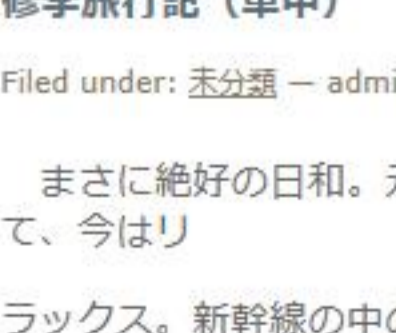 修学旅行記（車中）
Filed under: 未分類 — admi
まさに絶好の日和。
て、今はリ
ラックス。新幹線の中の